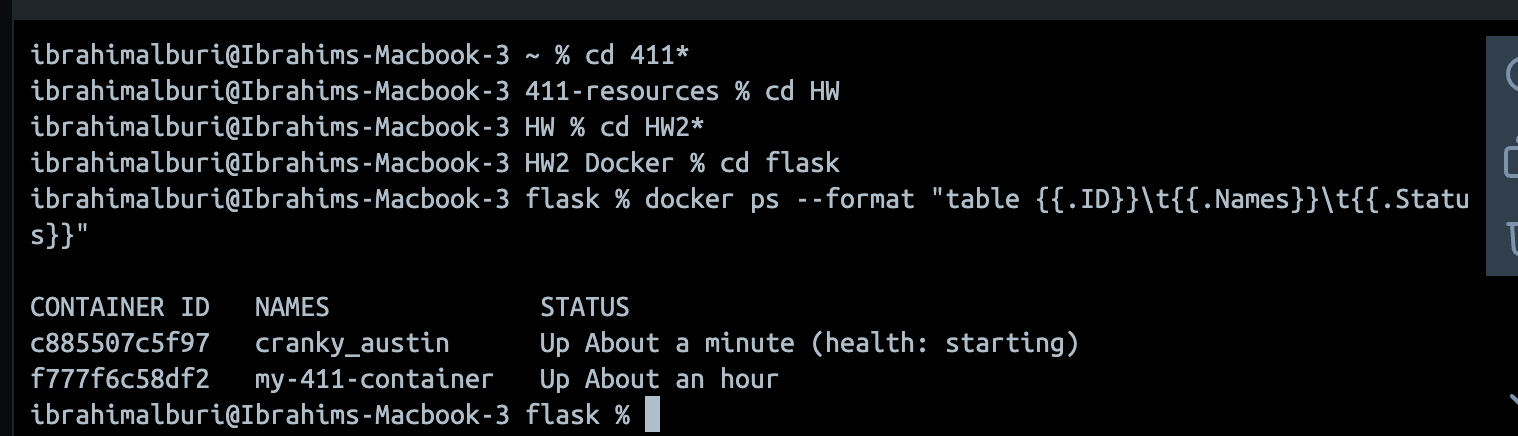 ibrahimalburi@Ibrahims-Macbook-3 ~ % cd 411*
ibrahimalburi@Ibrahims-Macbook-3 411-resources % cd HW
ibrahimalburi@Ibrahims-Macbook-3 HW % cd HW2*
ibrahimalburi@Ibrahims-Macbook-3 HW2 Docker % cd flask
ibrahimalburi@Ibrahims-Macbook-3 flask % docker ps --format "table {{.ID}}\t{{.Names}}\t{{.Statu
s}}"
CONTAINER ID   NAMES              STATUS
c885507c5f97   cranky_austin      Up About a minute (health: starting)
f777f6c58df2   my-411-container   Up About an hour
ibrahimalburi@Ibrahims-Macbook-3 flask %